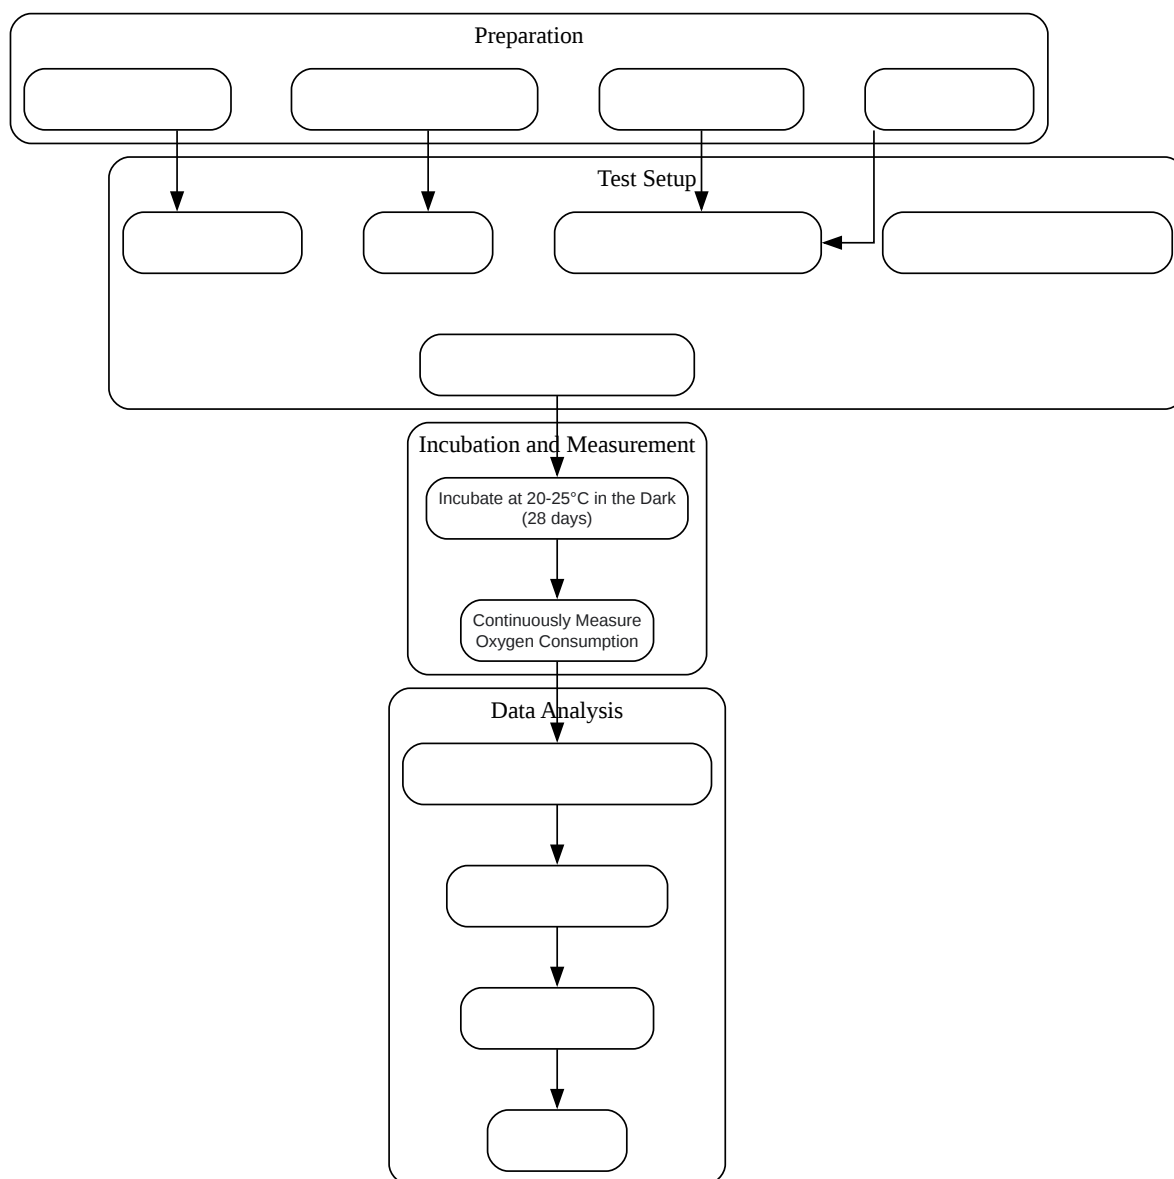 Preparation
Test Setup
Incubation and Measurement
Incubate at 20-25°C in the Dark
(28 days)
Continuously Measure
Oxygen Consumption
Data Analysis